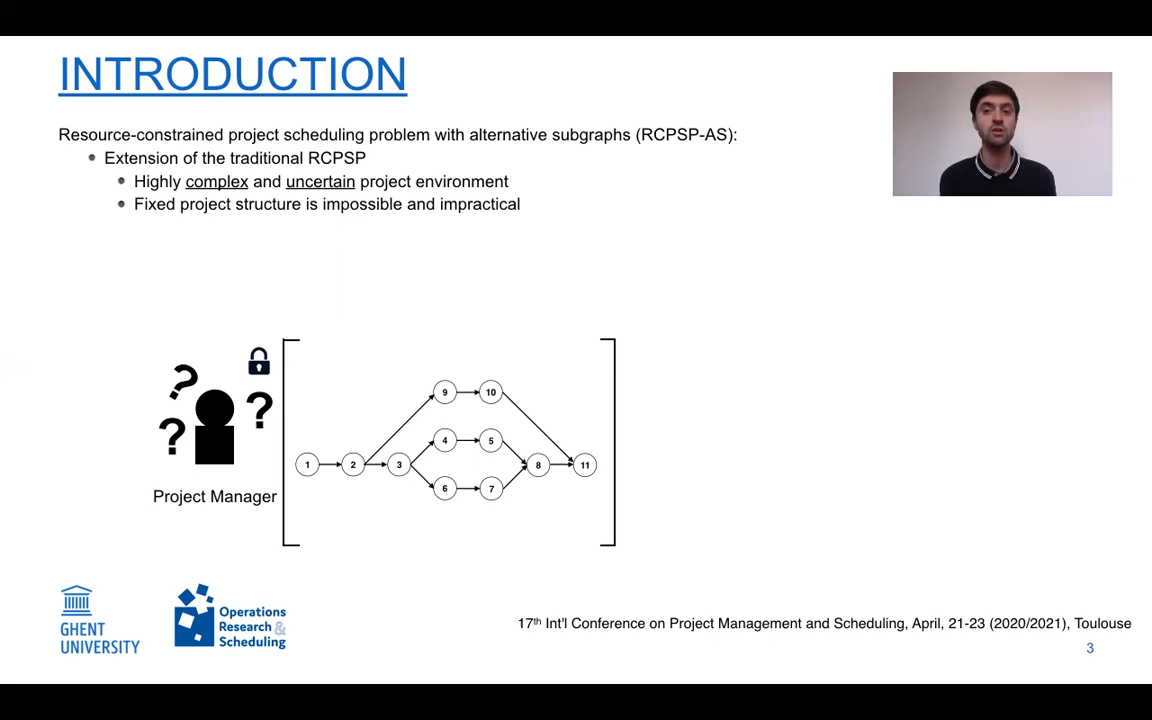 INTRODUCTION
Resource-constrained project scheduling problem with alternative subgraphs (RCPSP-AS):
Extension of the traditional RCPSP
Highly complex and uncertain project environment
Fixed project structure is impossible and impractical
? ? ?
9 10
4 5
1 2 3 8 11
6 7
Project Manager
GHENT
UNIVERSITY
Operations
Research &
Scheduling
17th Int'l Conference on Project Management and Scheduling, April, 21-23 (2020/2021), Toulouse
3